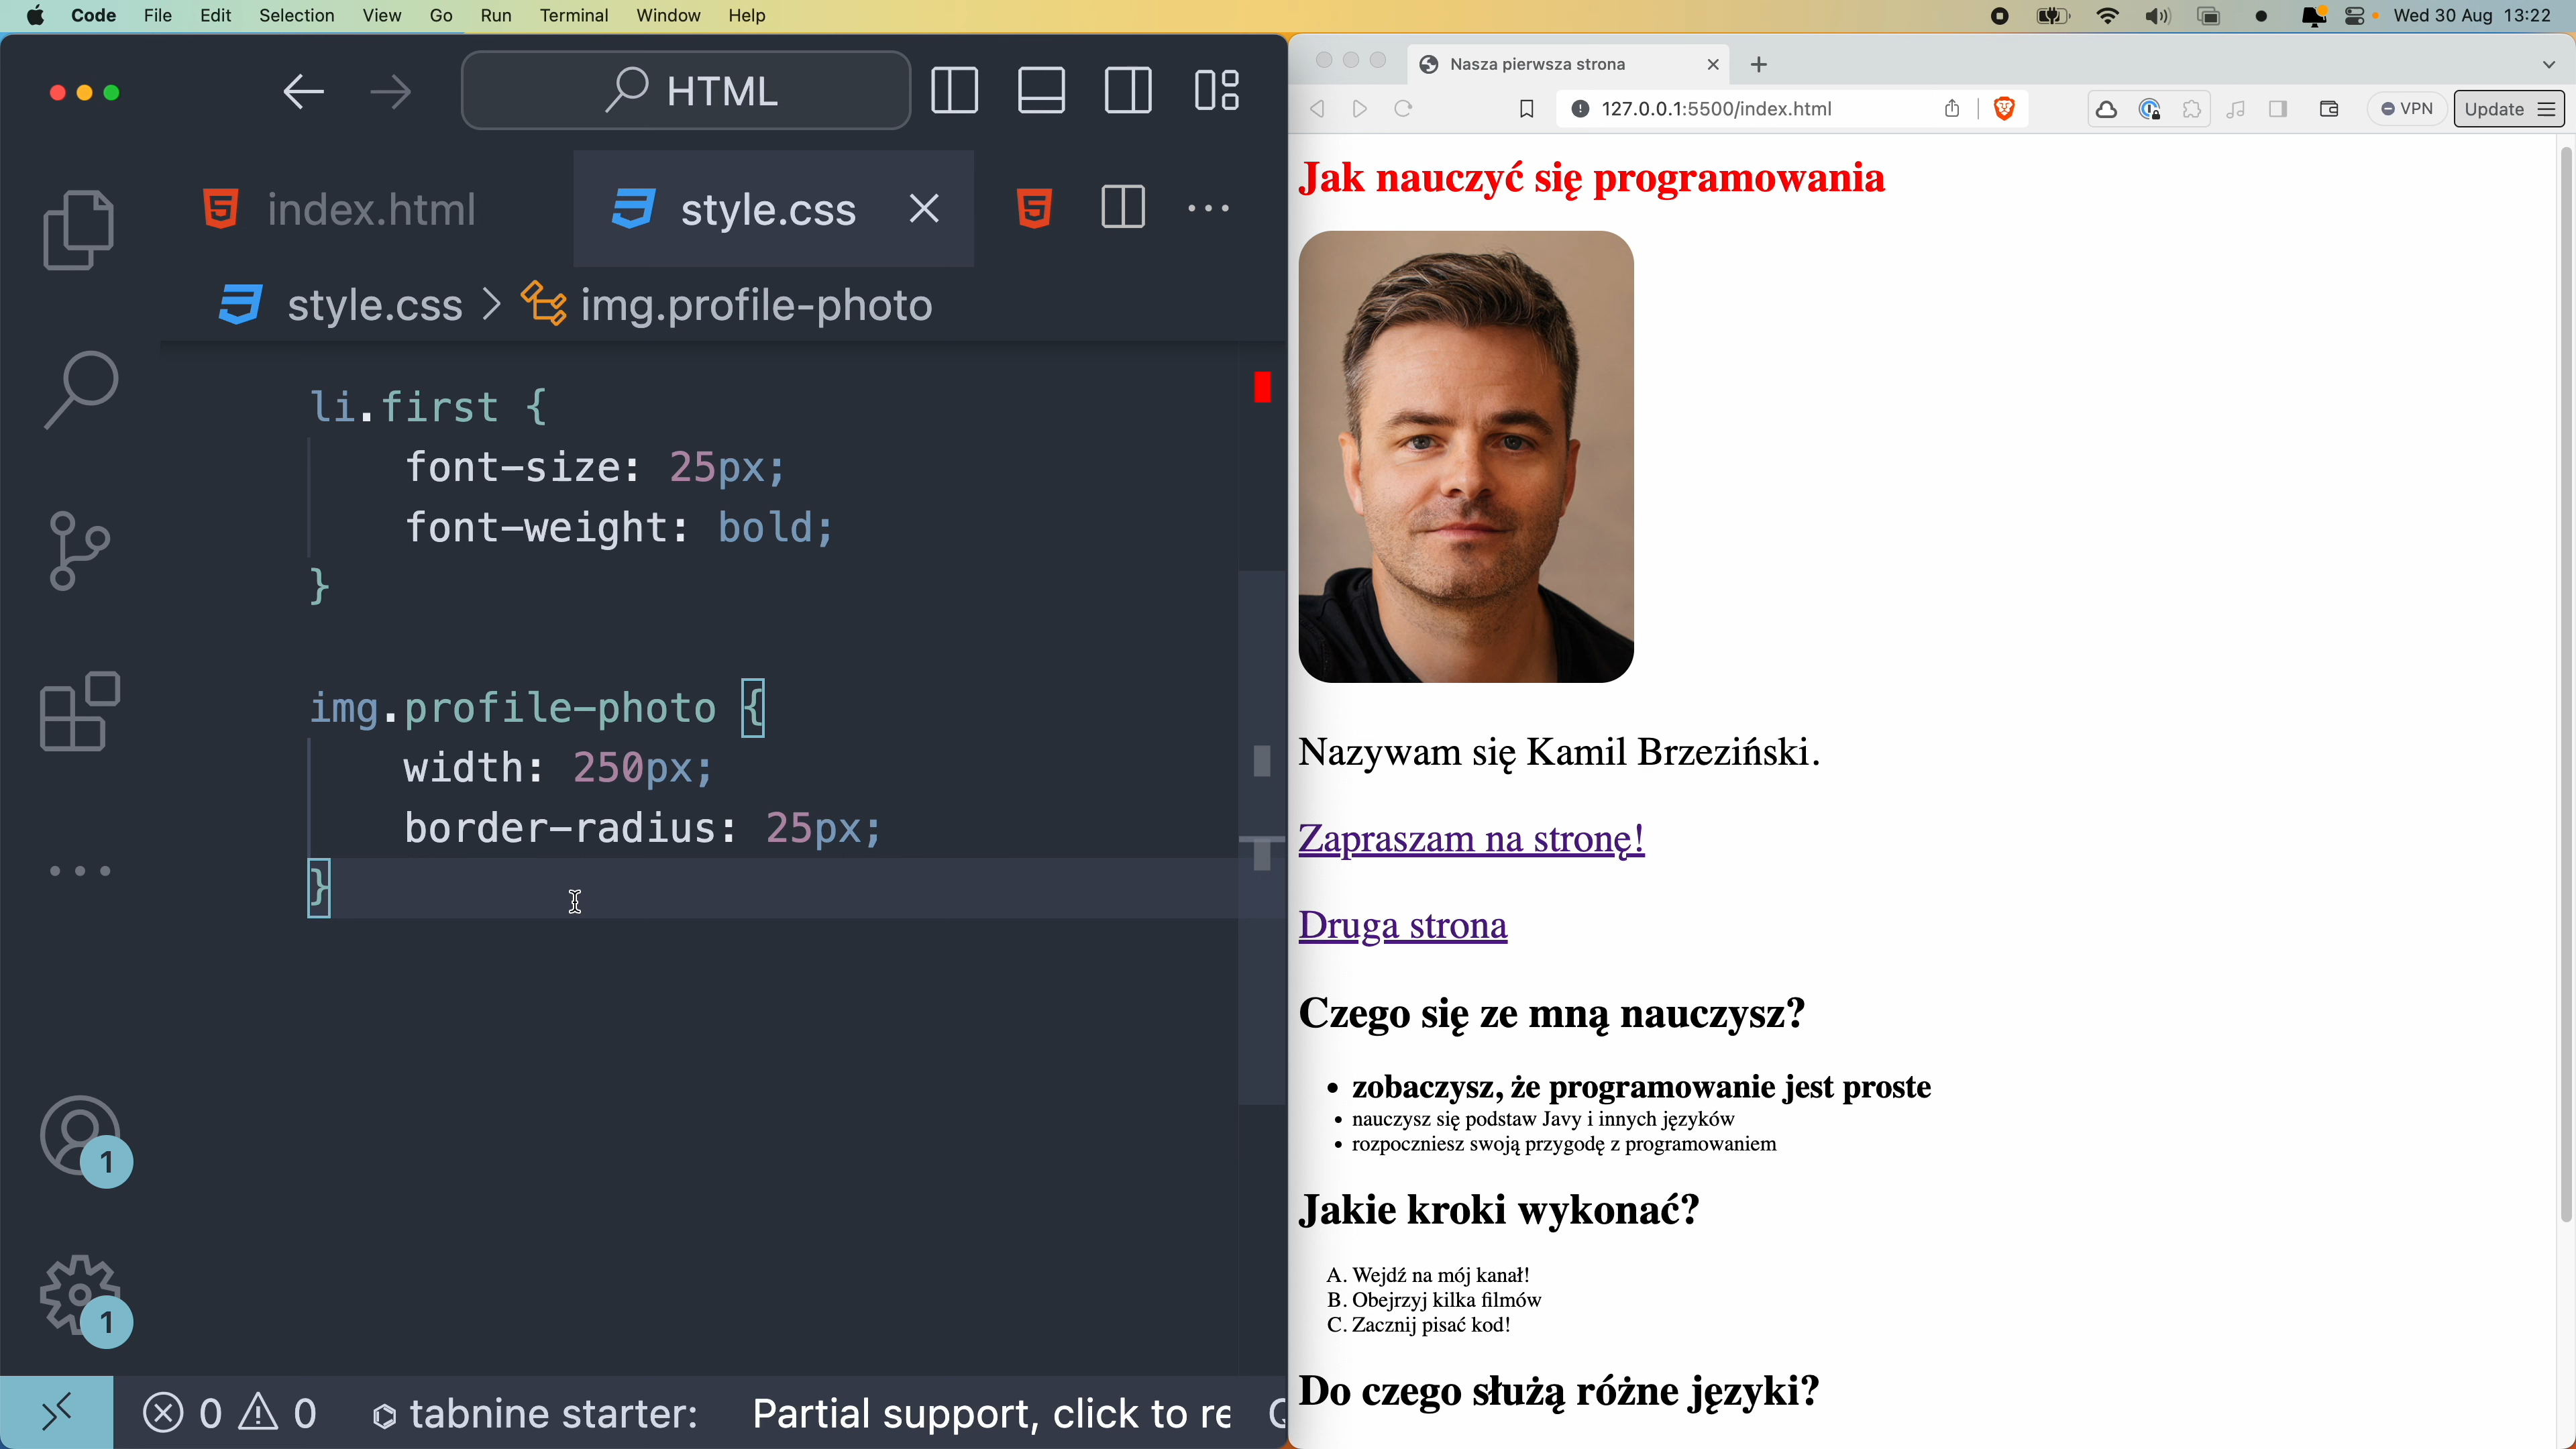 Code File Edit Selection View Go Run Terminal Window Help
Wed 30 Aug 13:22
HTML
index.html
style.css
style.css > img.profile-photo
li.first {
font-size: 25px;
font-weight: bold;
}
img.profile-photo {
width: 250px;
border-radius: 25px;
}
1
1
0 0 tabnine starter: Partial support, click to re
Nasza pierwsza strona
127.0.0.1:5500/index.html
VPN
Update
Jak nauczyć się programowania
Nazywam się Kamil Brzeziński.
Zapraszam na stronę!
Druga strona
Czego się ze mną nauczysz?
• zobaczysz, że programowanie jest proste
• nauczysz się podstaw Javy i innych języków
• rozpoczniesz swoją przygodę z programowaniem
Jakie kroki wykonać?
A. Wejdź na mój kanał!
B. Obejrzyj kilka filmów
C. Zacznij pisać kod!
Do czego służą różne języki?